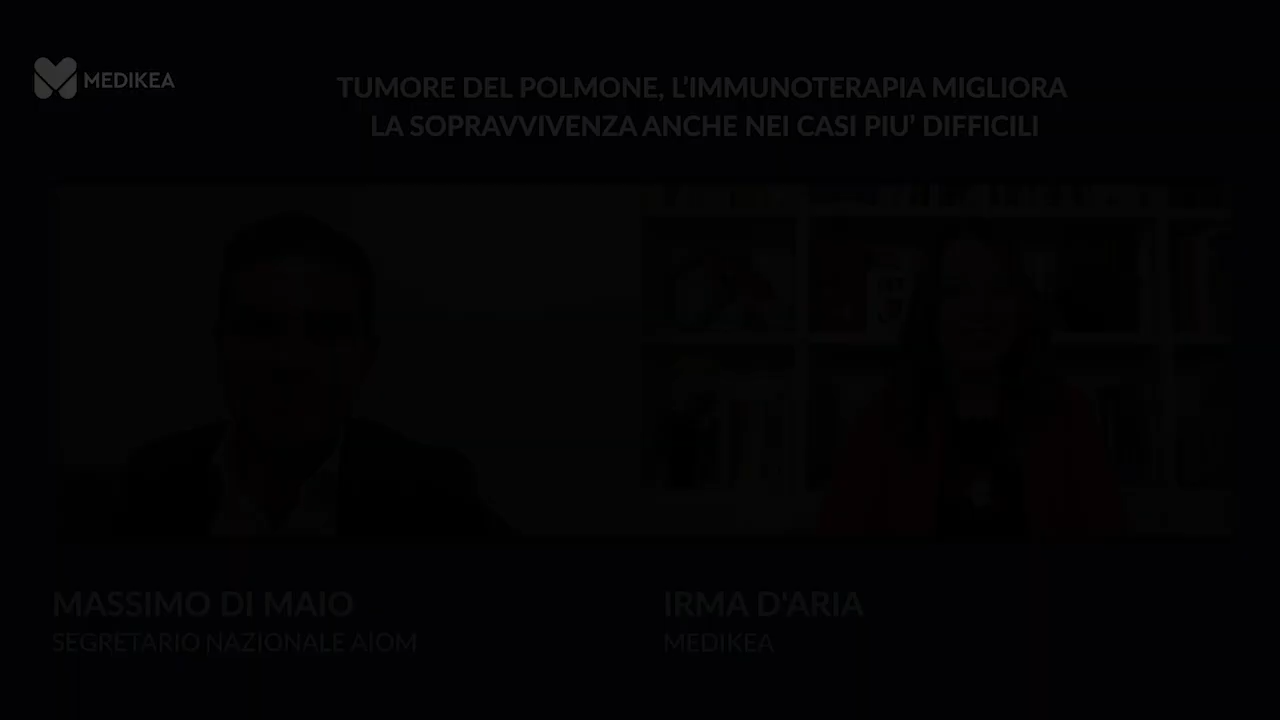 MEDIKEA
TUMORE DEL POLMONE, L'IMMUNOTERAPIA MIGLIORA
LA SOPRAVVIVENZA ANCHE NEI CASI PIU' DIFFICILI
MASSIMO DI MAIO
SEGRETARIO NAZIONALE AIOM
IRMA D'ARIA
MEDIKEA